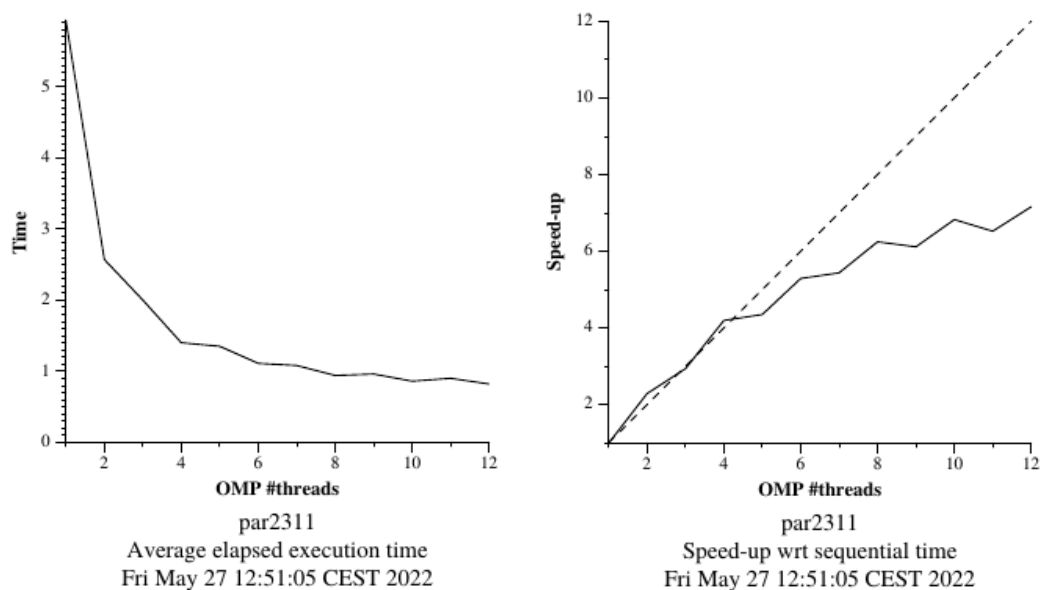 5
4
3
2
1
0
Time
2 4 6 8 10 12
OMP #threads
par2311
Average elapsed execution time
Fri May 27 12:51:05 CEST 2022
12
10
8
6
4
2
Speed-up
2 4 6 8 10 12
OMP #threads
par2311
Speed-up wrt sequential time
Fri May 27 12:51:05 CEST 2022